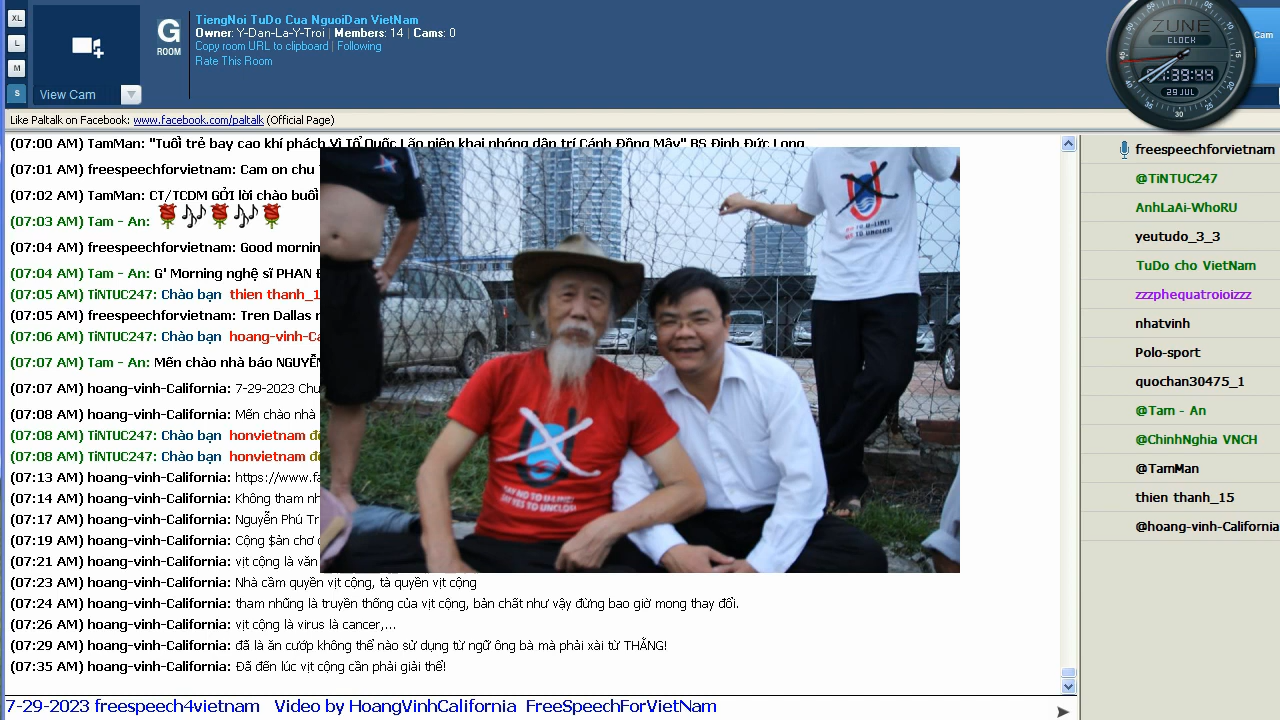 XL
L
M
S
View Cam
G
ROOM
TiengNoi TuDo Cua NguoiDan VietNam
Owner: Y-Dan-La-Y-Troi | Members: 14 | Cams: 0
Copy room URL to clipboard | Following
Rate This Room
ZUNE
CLOCK
29 JUL
Cam
Like Paltalk on Facebook: www.facebook.com/paltalk (Official Page)
(07:00 AM) TamMan: "Tuổi trẻ bay cao khí phách Vì Tổ Quốc Lấp niên khai phóng dân trí Cánh Đồng Mây" BS Đinh Đức Long
(07:01 AM) freespeechforvietnam: Cam on chu
(07:02 AM) TamMan: CT/TCDM GỞI lời chào buổi
(07:03 AM) Tam - An:
(07:04 AM) freespeechforvietnam: Good mornin
(07:04 AM) Tam - An: G' Morning nghệ sĩ PHAN
(07:05 AM) TiNTUC247: Chào bạn thien thanh_1
(07:05 AM) freespeechforvietnam: Tren Dallas
(07:06 AM) TiNTUC247: Chào bạn hoang-vinh-Ca
(07:07 AM) Tam - An: Mến chào nhà báo NGUYỄN
(07:07 AM) hoang-vinh-California: 7-29-2023 Chu
(07:08 AM) hoang-vinh-California: Mến chào nhà
(07:08 AM) TiNTUC247: Chào bạn honvietnam
(07:08 AM) TiNTUC247: Chào bạn honvietnam
(07:13 AM) hoang-vinh-California: https://www.fa
(07:14 AM) hoang-vinh-California: Không tham nh
(07:17 AM) hoang-vinh-California: Nguyễn Phú Tr
(07:19 AM) hoang-vinh-California: Cộng $ản chơ
(07:21 AM) hoang-vinh-California: vịt cộng là văn
(07:23 AM) hoang-vinh-California: Nhà cầm quyền vịt cộng, tà quyền vịt cộng
(07:24 AM) hoang-vinh-California: tham nhũng là truyền thống của vịt cộng, bản chất như vậy đừng bao giờ mong thay đổi.
(07:26 AM) hoang-vinh-California: vịt cộng là virus là cancer,...
(07:29 AM) hoang-vinh-California: đã là ăn cướp không thể nào sử dụng từ ngữ ông bà mà phải xài từ THẰNG!
(07:35 AM) hoang-vinh-California: Đã đến lúc vịt cộng cần phải giải thể!
SAY NO TO U-LINE!
SAY YES TO UNCLOS!
freespeechforvietnam
@TiNTUC247
AnhLaAi-WhoRU
yeutudo_3_3
TuDo cho VietNam
zzzphequatroioizzz
nhatvinh
Polo-sport
quochan30475_1
@Tam - An
@ChinhNghia VNCH
@TamMan
thien thanh_15
@hoang-vinh-California
7-29-2023 freespeech4vietnam Video by HoangVinhCalifornia FreeSpeechForVietNam